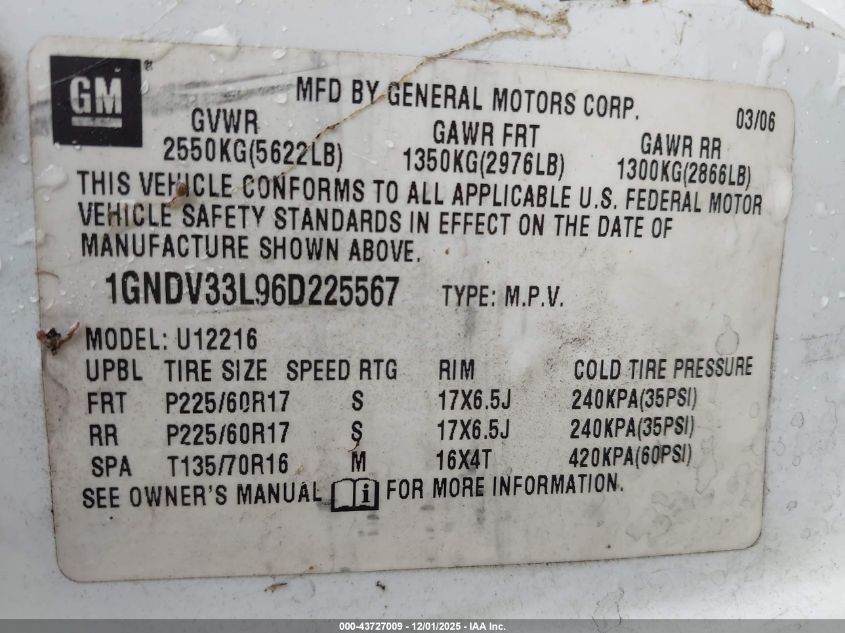 GM
MFD BY GENERAL MOTORS CORP.
03/06
GVWR GAWR FRT GAWR RR
2550KG(5622LB) 1350KG(2976LB) 1300KG(2866LB)
THIS VEHICLE CONFORMS TO ALL APPLICABLE U.S. FEDERAL MOTOR
VEHICLE SAFETY STANDARDS IN EFFECT ON THE DATE OF
MANUFACTURE SHOWN ABOVE.
1GNDV33L96D225567 TYPE: M.P.V.
MODEL: U12216
UPBL TIRE SIZE SPEED RTG RIM COLD TIRE PRESSURE
FRT P225/60R17 S 17X6.5J 240KPA(35PSI)
RR P225/60R17 S 17X6.5J 240KPA(35PSI)
SPA T135/70R16 M 16X4T 420KPA(60PSI)
SEE OWNER'S MANUAL i FOR MORE INFORMATION.
000-43727009 - 12/01/2025 - IAA Inc.